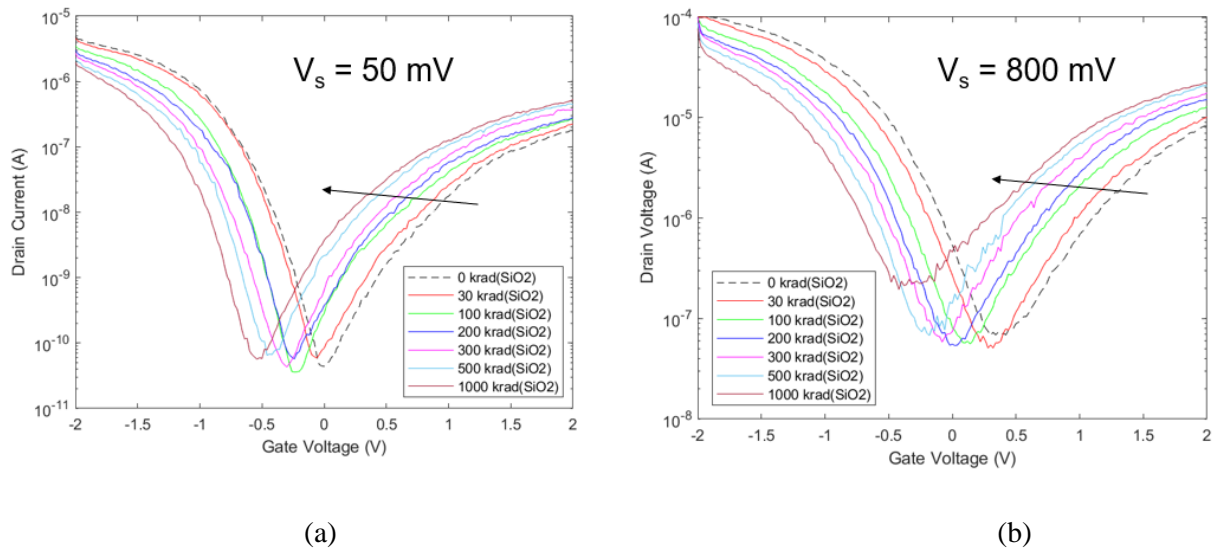 V_s = 50 mV
Drain Current (A)
10^-5
10^-6
10^-7
10^-8
10^-9
10^-10
10^-11
0 krad(SiO2)
30 krad(SiO2)
100 krad(SiO2)
200 krad(SiO2)
300 krad(SiO2)
500 krad(SiO2)
1000 krad(SiO2)
-2 -1.5 -1 -0.5 0 0.5 1 1.5 2
Gate Voltage (V)
(a)
V_s = 800 mV
Drain Voltage (A)
10^-4
10^-5
10^-6
10^-7
10^-8
0 krad(SiO2)
30 krad(SiO2)
100 krad(SiO2)
200 krad(SiO2)
300 krad(SiO2)
500 krad(SiO2)
1000 krad(SiO2)
-2 -1.5 -1 -0.5 0 0.5 1 1.5 2
Gate Voltage (V)
(b)